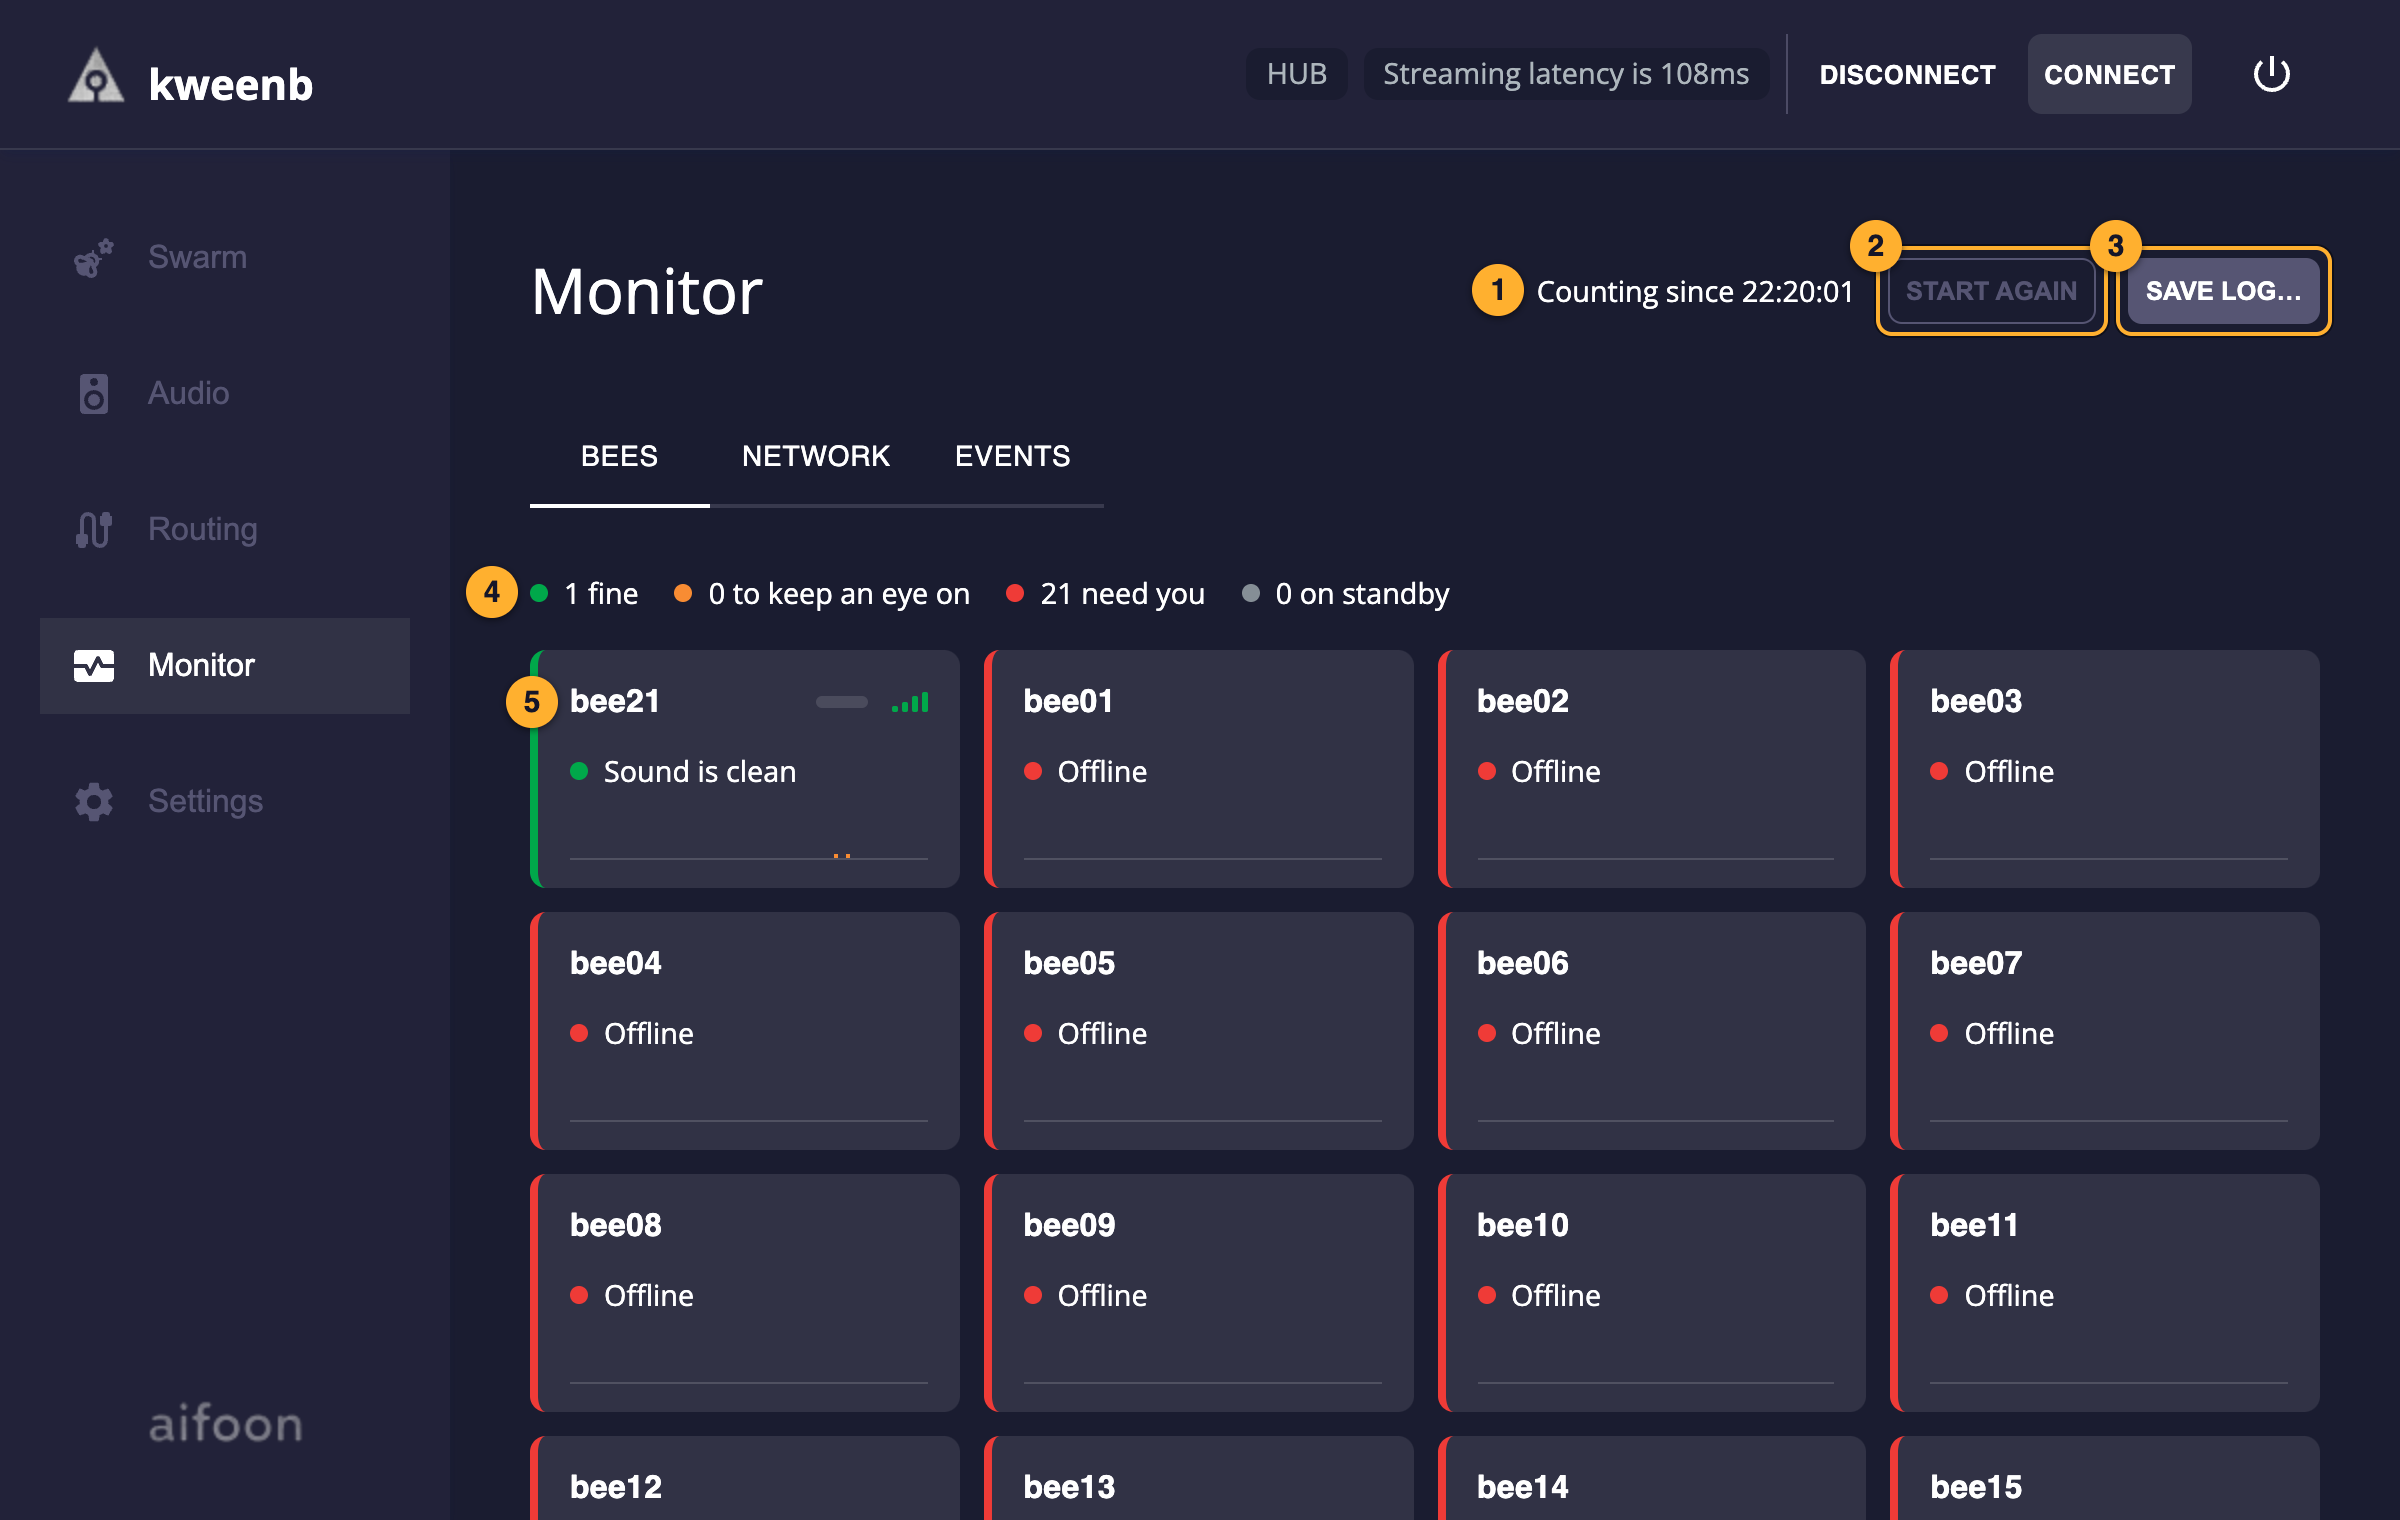 kweenb
HUB
Streaming latency is 108ms
DISCONNECT
CONNECT
Swarm
Audio
Routing
Monitor
Settings
aifoon
Monitor
1 Counting since 22:20:01
2 START AGAIN
3 SAVE LOG...
BEES NETWORK EVENTS
4 1 fine 0 to keep an eye on 21 need you 0 on standby
5 bee21
Sound is clean
bee01
Offline
bee02
Offline
bee03
Offline
bee04
Offline
bee05
Offline
bee06
Offline
bee07
Offline
bee08
Offline
bee09
Offline
bee10
Offline
bee11
Offline
bee12
bee13
bee14
bee15